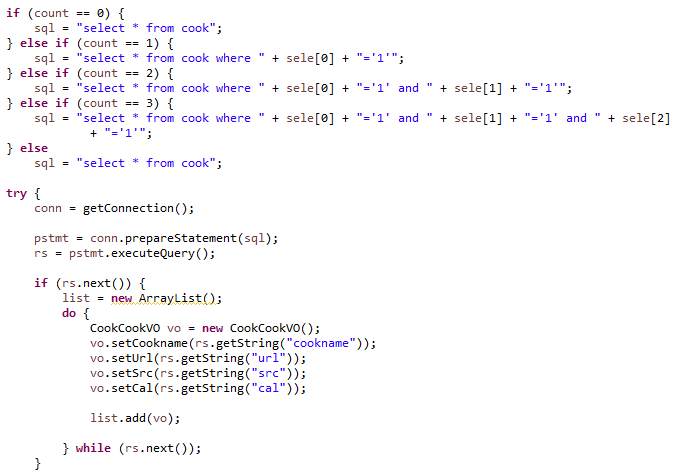 if (count == 0) {
    sql = "select * from cook";
} else if (count == 1) {
    sql = "select * from cook where " + sele[0] + "='1'";
} else if (count == 2) {
    sql = "select * from cook where " + sele[0] + "='1' and " + sele[1] + "='1'";
} else if (count == 3) {
    sql = "select * from cook where " + sele[0] + "='1' and " + sele[1] + "='1' and " + sele[2]
            + "='1'";
} else
    sql = "select * from cook";

try {
    conn = getConnection();

    pstmt = conn.prepareStatement(sql);
    rs = pstmt.executeQuery();

    if (rs.next()) {
        list = new ArrayList();
        do {
            CookCookVO vo = new CookCookVO();
            vo.setCookname(rs.getString("cookname"));
            vo.setUrl(rs.getString("url"));
            vo.setSrc(rs.getString("src"));
            vo.setCal(rs.getString("cal"));

            list.add(vo);

        } while (rs.next());
    }